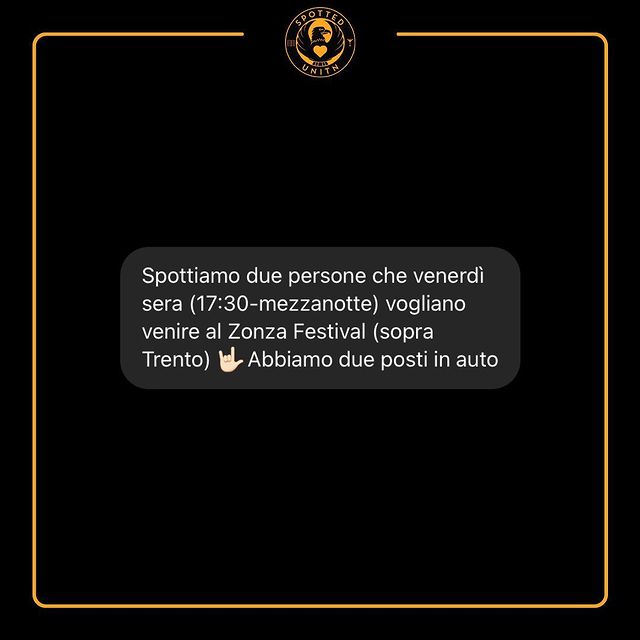 SPOTTED
UNITN
Spottiamo due persone che venerdì
sera (17:30-mezzanotte) vogliano
venire al Zonza Festival (sopra
Trento) 🤟🏻 Abbiamo due posti in auto